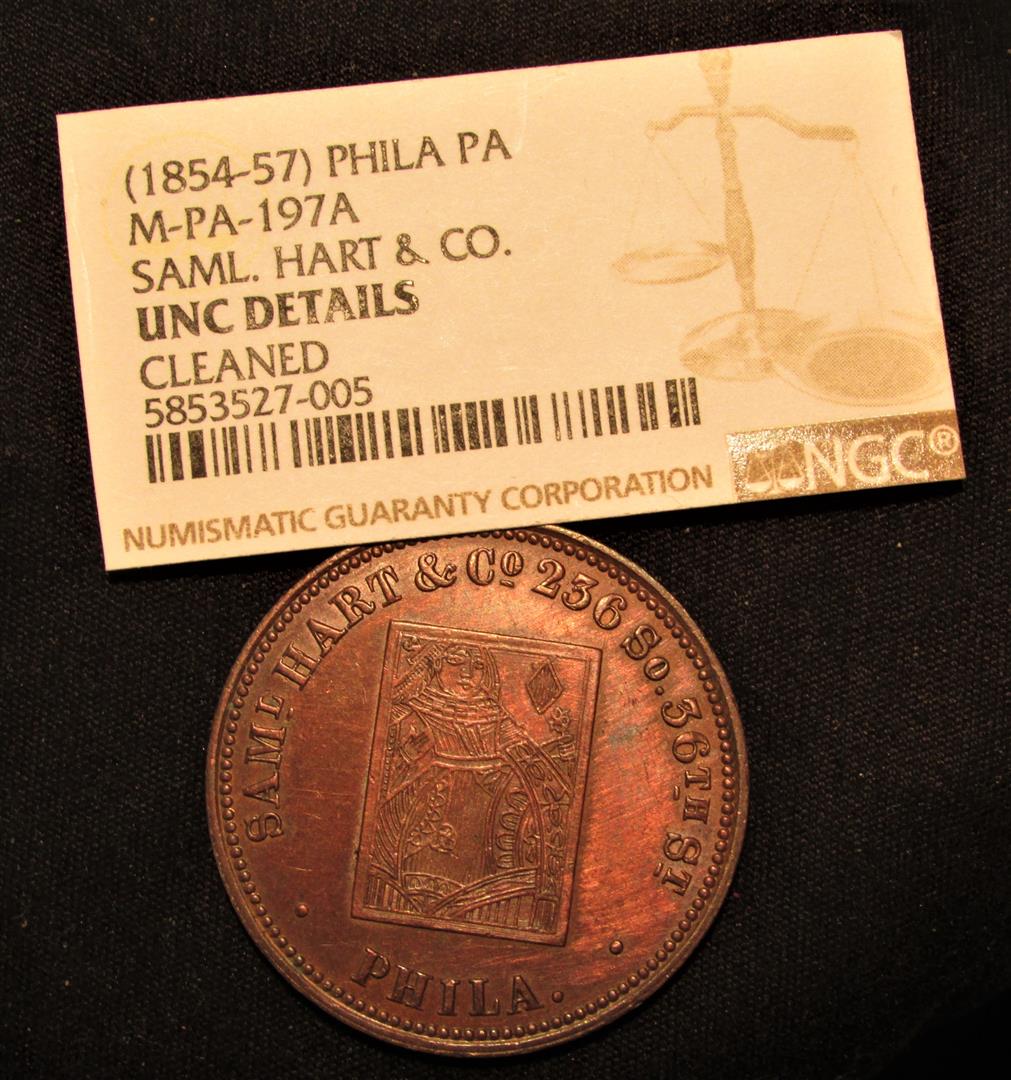 (1854-57) PHILA PA
M-PA-197A
SAML. HART & CO.
UNC DETAILS
CLEANED
5853527-005
NGC®
NUMISMATIC GUARANTY CORPORATION
SAML HART & Co 236 So. 36TH ST
PHILA.